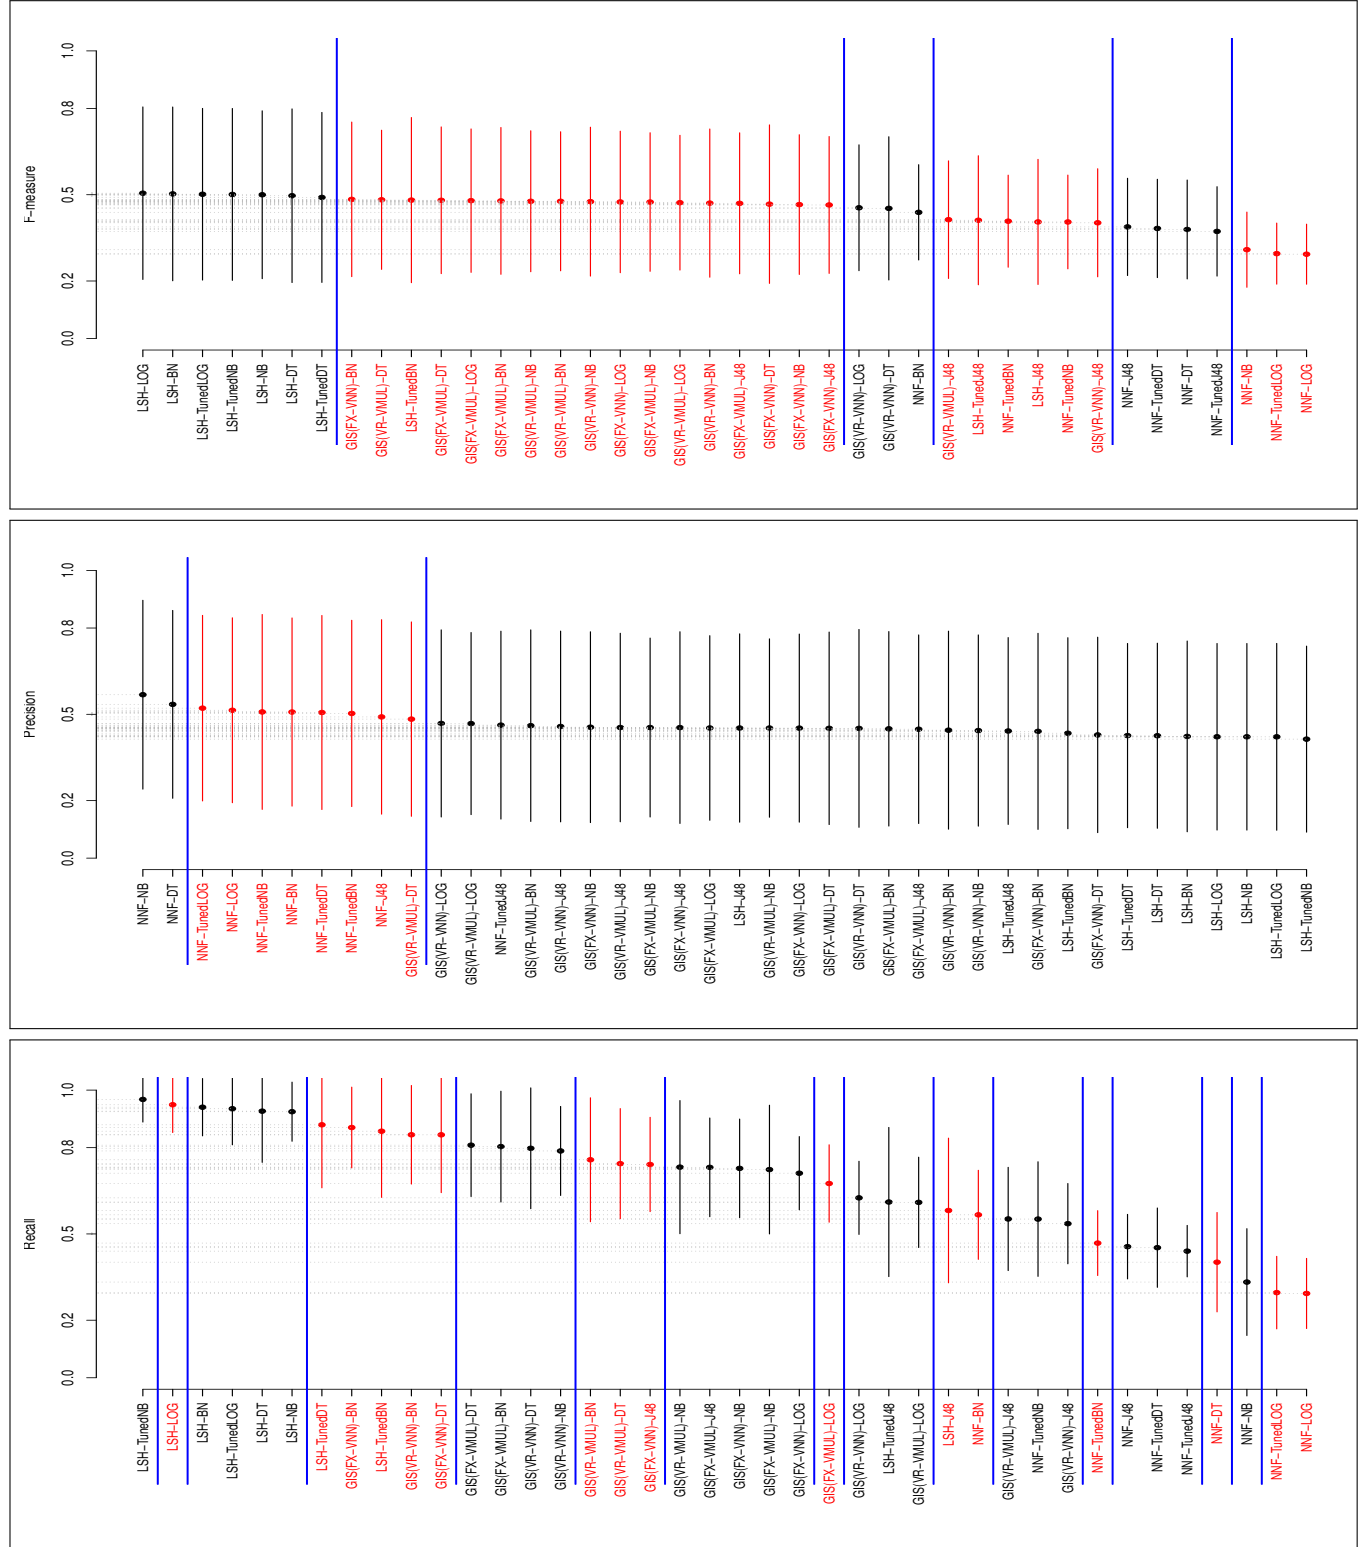 F-measure
1.0
0.8
0.5
0.2
0.0
LSH-LOG
LSH-BN
LSH-TunedLOG
LSH-TunedNB
LSH-NB
LSH-DT
LSH-TunedDT
GIS(FX-VNN)-BN
GIS(VR-VMUL)-DT
LSH-TunedBN
GIS(FX-VMUL)-DT
GIS(FX-VMUL)-LOG
GIS(FX-VMUL)-BN
GIS(VR-VMUL)-NB
GIS(VR-VMUL)-BN
GIS(VR-VNN)-NB
GIS(FX-VNN)-LOG
GIS(FX-VMUL)-NB
GIS(VR-VMUL)-LOG
GIS(VR-VNN)-BN
GIS(FX-VMUL)-J48
GIS(FX-VNN)-DT
GIS(FX-VNN)-NB
GIS(FX-VNN)-J48
GIS(VR-VNN)-LOG
GIS(VR-VNN)-DT
NNF-BN
GIS(VR-VMUL)-J48
LSH-TunedJ48
NNF-TunedBN
LSH-J48
NNF-TunedNB
GIS(VR-VNN)-J48
NNF-J48
NNF-TunedDT
NNF-DT
NNF-TunedJ48
NNF-NB
NNF-TunedLOG
NNF-LOG
Precision
1.0
0.8
0.5
0.2
0.0
NNF-NB
NNF-DT
NNF-TunedLOG
NNF-LOG
NNF-TunedNB
NNF-BN
NNF-TunedDT
NNF-TunedBN
NNF-J48
GIS(VR-VMUL)-DT
GIS(VR-VNN)-LOG
GIS(VR-VMUL)-LOG
NNF-TunedJ48
GIS(VR-VMUL)-BN
GIS(VR-VNN)-J48
GIS(FX-VNN)-NB
GIS(VR-VMUL)-J48
GIS(FX-VMUL)-NB
GIS(FX-VNN)-J48
GIS(FX-VMUL)-LOG
LSH-J48
GIS(VR-VMUL)-NB
GIS(FX-VNN)-LOG
GIS(FX-VMUL)-DT
GIS(VR-VNN)-DT
GIS(FX-VMUL)-BN
GIS(FX-VMUL)-J48
GIS(VR-VNN)-BN
GIS(VR-VNN)-NB
LSH-TunedJ48
GIS(FX-VNN)-BN
LSH-TunedBN
GIS(FX-VNN)-DT
LSH-TunedDT
LSH-DT
LSH-BN
LSH-LOG
LSH-NB
LSH-TunedLOG
LSH-TunedNB
Recall
1.0
0.8
0.5
0.2
0.0
LSH-TunedNB
LSH-LOG
LSH-BN
LSH-TunedLOG
LSH-DT
LSH-NB
LSH-TunedDT
GIS(FX-VNN)-BN
LSH-TunedBN
GIS(VR-VNN)-BN
GIS(FX-VNN)-DT
GIS(FX-VMUL)-DT
GIS(FX-VMUL)-BN
GIS(VR-VNN)-DT
GIS(VR-VNN)-NB
GIS(VR-VMUL)-BN
GIS(VR-VMUL)-DT
GIS(FX-VNN)-J48
GIS(VR-VMUL)-NB
GIS(FX-VMUL)-J48
GIS(FX-VNN)-NB
GIS(FX-VMUL)-NB
GIS(FX-VNN)-LOG
GIS(FX-VMUL)-LOG
GIS(VR-VNN)-LOG
LSH-TunedJ48
GIS(VR-VMUL)-LOG
LSH-J48
NNF-BN
GIS(VR-VMUL)-J48
NNF-TunedNB
GIS(VR-VNN)-J48
NNF-TunedBN
NNF-J48
NNF-TunedDT
NNF-TunedJ48
NNF-DT
NNF-NB
NNF-TunedLOG
NNF-LOG